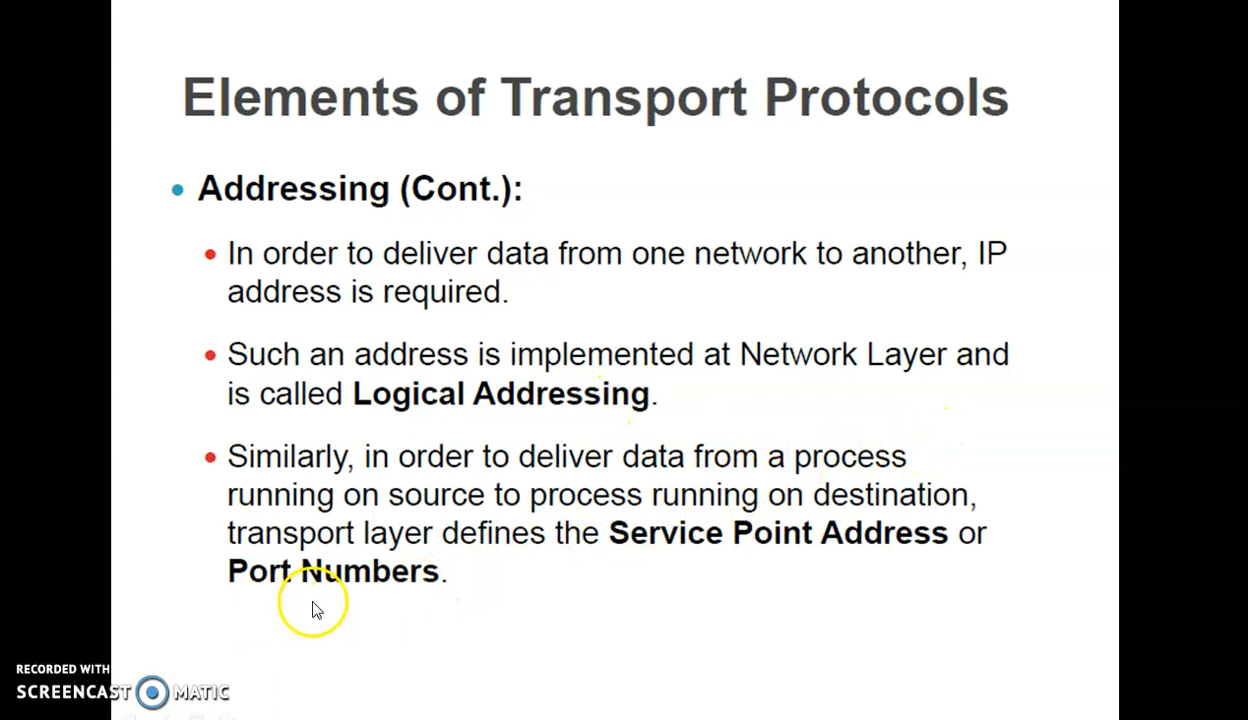 Elements of Transport Protocols
• Addressing (Cont.):
• In order to deliver data from one network to another, IP
address is required.
• Such an address is implemented at Network Layer and
is called Logical Addressing.
• Similarly, in order to deliver data from a process
running on source to process running on destination,
transport layer defines the Service Point Address or
Port Numbers.
RECORDED WITH
SCREENCAST MATIC